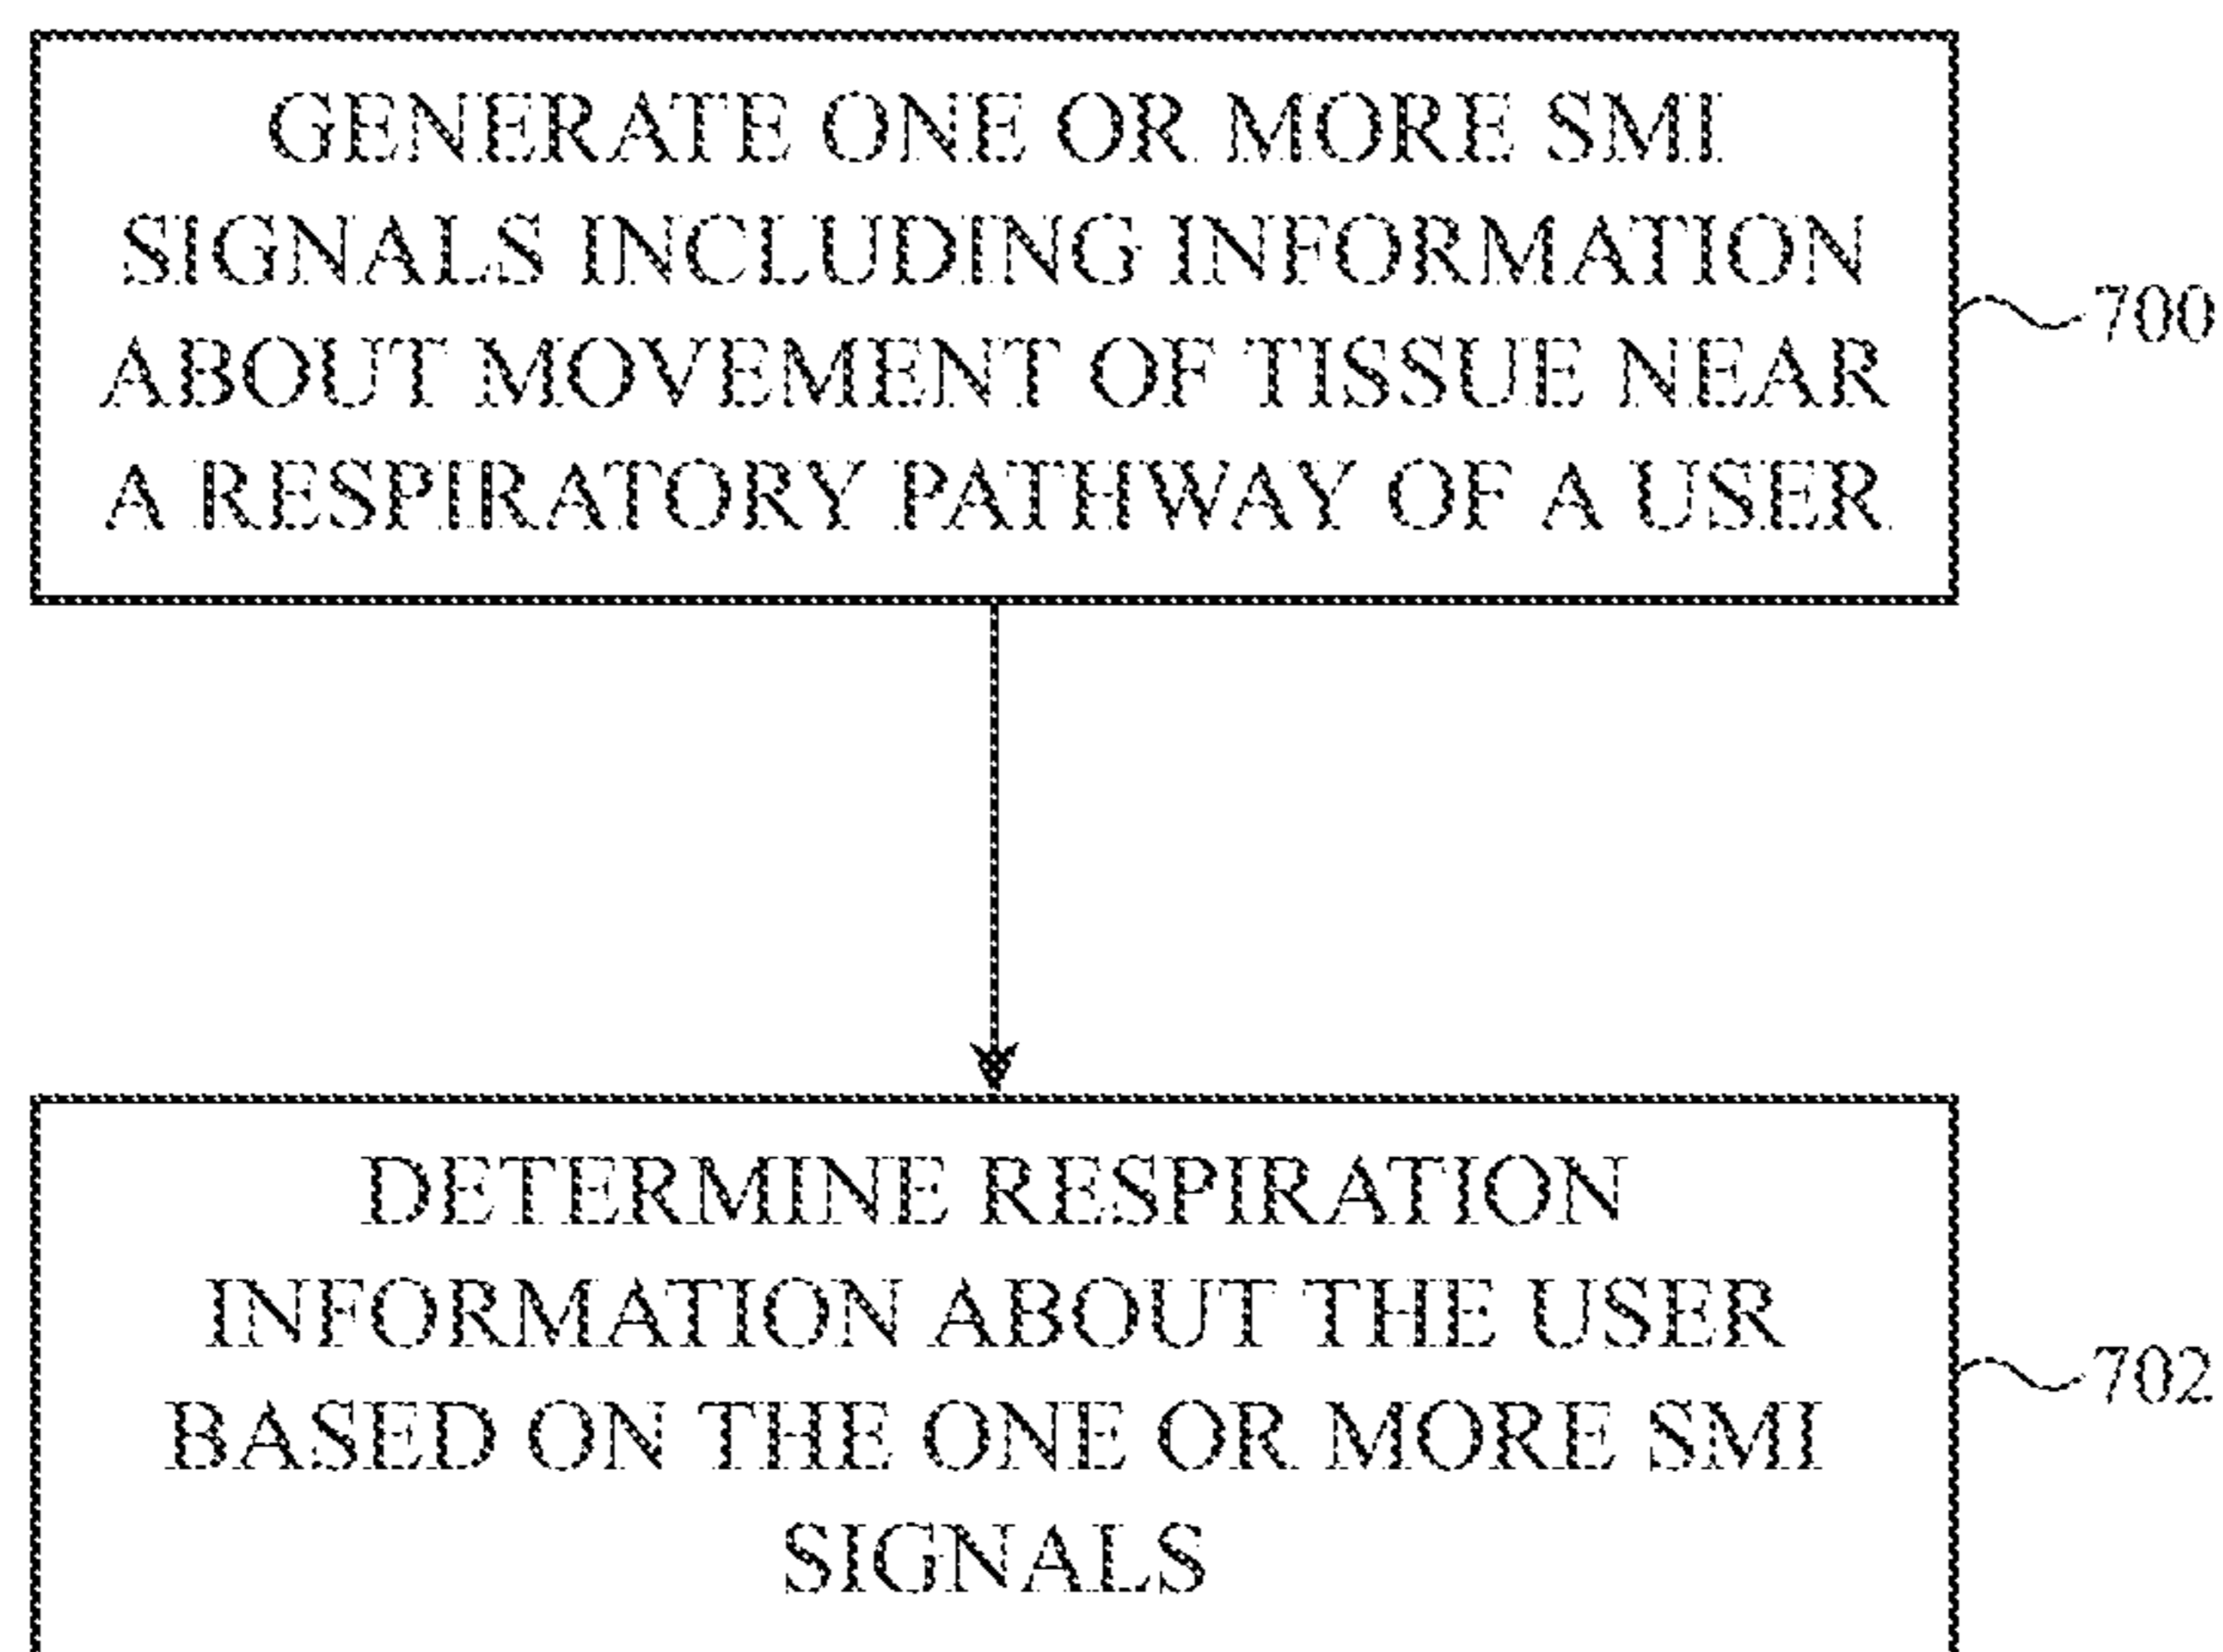 GENERATE ONE OR MORE SMI
SIGNALS INCLUDING INFORMATION
ABOUT MOVEMENT OF TISSUE NEAR
A RESPIRATORY PATHWAY OF A USER
700
DETERMINE RESPIRATION
INFORMATION ABOUT THE USER
BASED ON THE ONE OR MORE SMI
SIGNALS
702